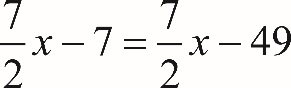 7/2 x − 7 = 7/2 x − 49